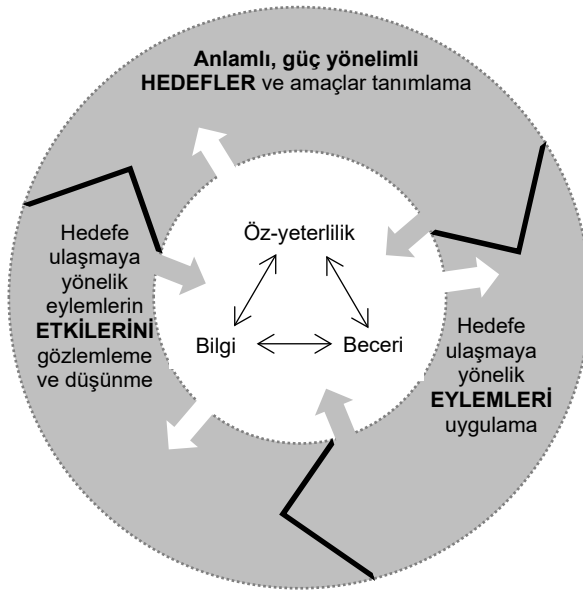 Anlamlı, güç yönelimli
HEDEFLER ve amaçlar tanımlama
Hedefe
ulaşmaya
yönelik
eylemlerin
ETKİLERİNİ
gözlemleme
ve düşünme
Öz-yeterlilik
Bilgi
Beceri
Hedefe
ulaşmaya
yönelik
EYLEMLERİ
uygulama